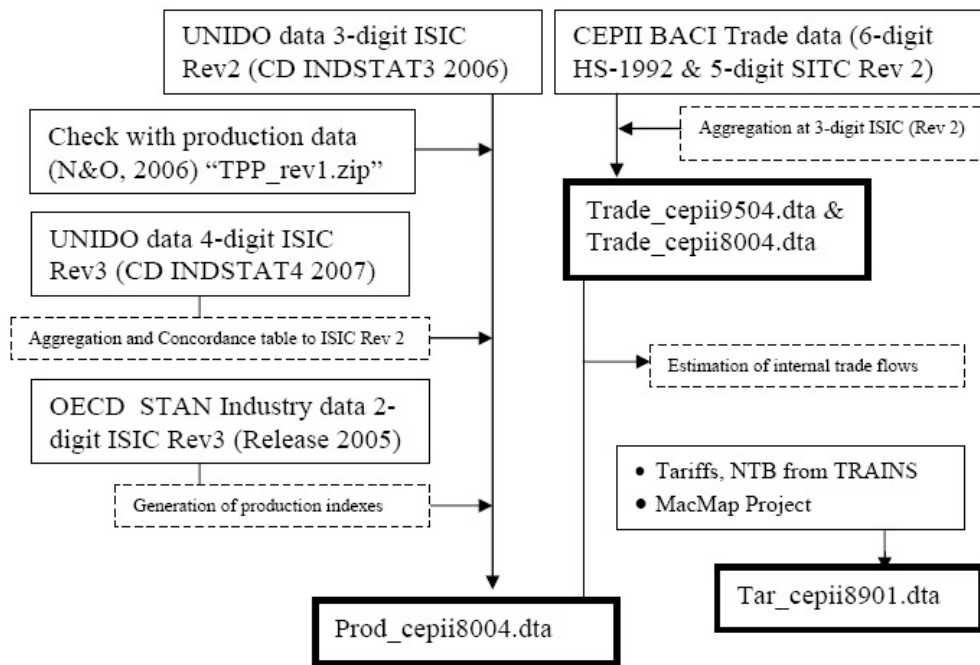 UNIDO data 3-digit ISIC
Rev2 (CD INDSTAT3 2006)
CEPII BACI Trade data (6-digit
HS-1992 & 5-digit SITC Rev 2)
Check with production data
(N&O, 2006) “TPP_rev1.zip”
Aggregation at 3-digit ISIC (Rev 2)
Trade_cepii9504.dta &
Trade_cepii8004.dta
UNIDO data 4-digit ISIC
Rev3 (CD INDSTAT4 2007)
Aggregation and Concordance table to ISIC Rev 2
Estimation of internal trade flows
OECD STAN Industry data 2-
digit ISIC Rev3 (Release 2005)
Generation of production indexes
• Tariffs, NTB from TRAINS
• MacMap Project
Prod_cepii8004.dta
Tar_cepii8901.dta